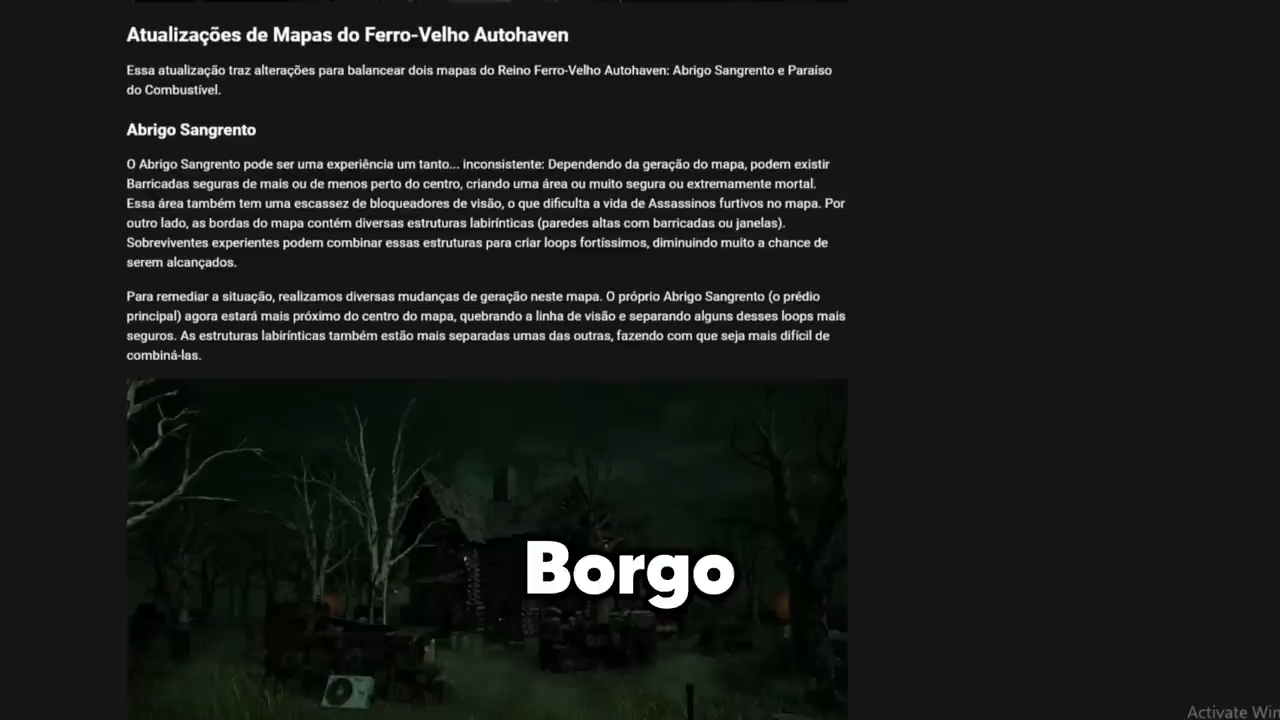 Atualizações de Mapas do Ferro-Velho Autohaven
Essa atualização traz alterações para balancear dois mapas do Reino Ferro-Velho Autohaven: Abrigo Sangrento e Paraíso
do Combustível.
Abrigo Sangrento
O Abrigo Sangrento pode ser uma experiência um tanto... inconsistente: Dependendo da geração do mapa, podem existir
Barricadas seguras de mais ou de menos perto do centro, criando uma área ou muito segura ou extremamente mortal.
Essa área também tem uma escassez de bloqueadores de visão, o que dificulta a vida de Assassinos furtivos no mapa. Por
outro lado, as bordas do mapa contém diversas estruturas labirínticas (paredes altas com barricadas ou janelas).
Sobreviventes experientes podem combinar essas estruturas para criar loops fortíssimos, diminuindo muito a chance de
serem alcançados.
Para remediar a situação, realizamos diversas mudanças de geração neste mapa. O próprio Abrigo Sangrento (o prédio
principal) agora estará mais próximo do centro do mapa, quebrando a linha de visão e separando alguns desses loops mais
seguros. As estruturas labirínticas também estão mais separadas umas das outras, fazendo com que seja mais difícil de
combiná-las.
Borgo
Activate Win